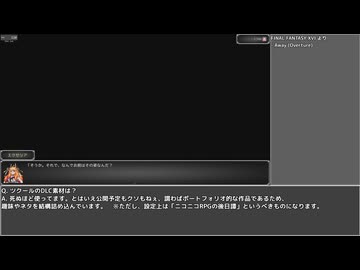 FINAL FANTASY XVI より
Away (Overture)
「そうか。それで、なんでお前はその姿なんだ？
Q. ツクールのDLC素材は？
A. 死ぬほど使ってます。とはいえ公開予定もクソもねぇ、謂わばポートフォリオ的な作品であるため、
趣味やネタを結構詰め込んでいます。　※ただし、設定上は「ニコニコRPGの後日譚」というべきものになります。